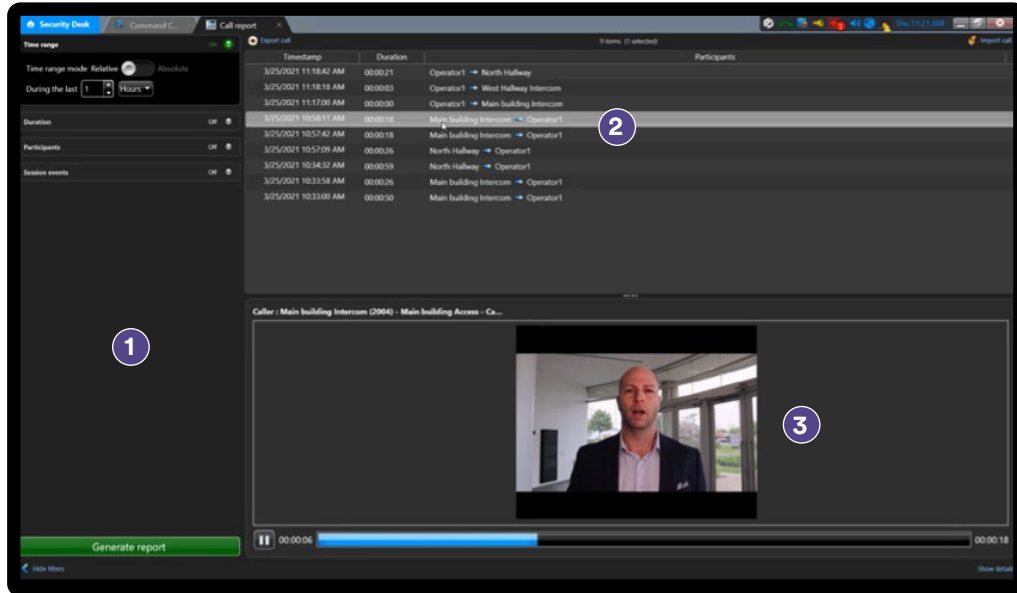 Security Desk
Command C...
Call report
Thu 11:21 AM
Time range
On
Export call
9 items (1 selected)
Import call
Time range mode Relative Absolute
During the last 1 Hours
Duration Off
Participants Off
Session events Off
Timestamp Duration Participants
3/25/2021 11:18:42 AM 00:00:21 Operator1 → North Hallway
3/25/2021 11:18:18 AM 00:00:03 Operator1 → West Hallway Intercom
3/25/2021 11:17:00 AM 00:00:00 Operator1 → Main building Intercom
3/25/2021 10:58:11 AM 00:00:18 Main building Intercom → Operator1
3/25/2021 10:57:42 AM 00:00:18 Main building Intercom → Operator1
3/25/2021 10:57:09 AM 00:00:26 North Hallway → Operator1
3/25/2021 10:34:32 AM 00:00:59 North Hallway → Operator1
3/25/2021 10:33:58 AM 00:00:26 Main building Intercom → Operator1
3/25/2021 10:33:00 AM 00:00:50 Main building Intercom → Operator1
2
1
Caller : Main building Intercom (2004) - Main building Access - Ca...
3
00:00:06
00:00:18
Generate report
Hide filters
Show details